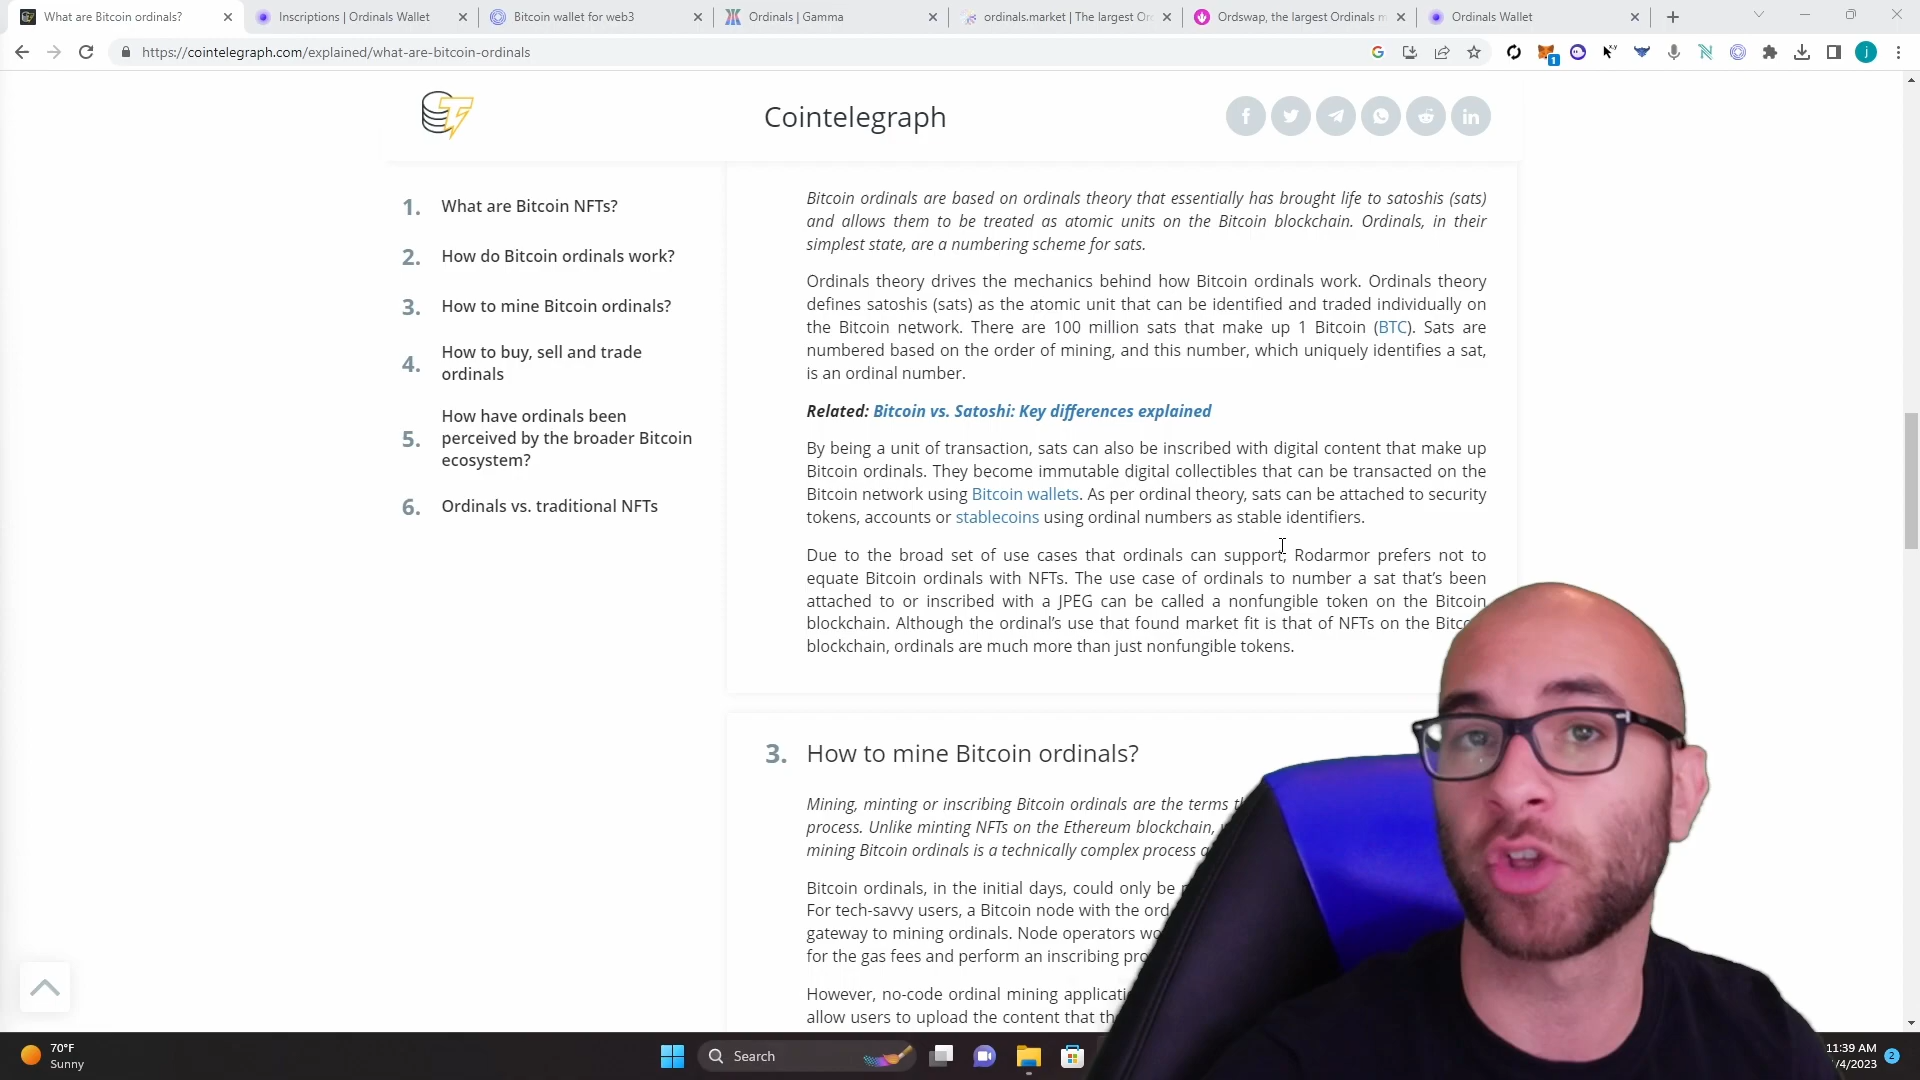 What are Bitcoin ordinals?
Inscriptions | Ordinals Wallet
Bitcoin wallet for web3
Ordinals | Gamma
ordinals.market | The largest Or
Ordswap, the largest Ordinals m
Ordinals Wallet
https://cointelegraph.com/explained/what-are-bitcoin-ordinals
Cointelegraph
1. What are Bitcoin NFTs?
2. How do Bitcoin ordinals work?
3. How to mine Bitcoin ordinals?
4. How to buy, sell and trade
ordinals
5. How have ordinals been
perceived by the broader Bitcoin
ecosystem?
6. Ordinals vs. traditional NFTs
Bitcoin ordinals are based on ordinals theory that essentially has brought life to satoshis (sats)
and allows them to be treated as atomic units on the Bitcoin blockchain. Ordinals, in their
simplest state, are a numbering scheme for sats.
Ordinals theory drives the mechanics behind how Bitcoin ordinals work. Ordinals theory
defines satoshis (sats) as the atomic unit that can be identified and traded individually on
the Bitcoin network. There are 100 million sats that make up 1 Bitcoin (BTC). Sats are
numbered based on the order of mining, and this number, which uniquely identifies a sat,
is an ordinal number.
Related: Bitcoin vs. Satoshi: Key differences explained
By being a unit of transaction, sats can also be inscribed with digital content that make up
Bitcoin ordinals. They become immutable digital collectibles that can be transacted on the
Bitcoin network using Bitcoin wallets. As per ordinal theory, sats can be attached to security
tokens, accounts or stablecoins using ordinal numbers as stable identifiers.
Due to the broad set of use cases that ordinals can support, Rodarmor prefers not to
equate Bitcoin ordinals with NFTs. The use case of ordinals to number a sat that's been
attached to or inscribed with a JPEG can be called a nonfungible token on the Bitcoin
blockchain. Although the ordinal's use that found market fit is that of NFTs on the Bitc
blockchain, ordinals are much more than just nonfungible tokens.
3. How to mine Bitcoin ordinals?
Mining, minting or inscribing Bitcoin ordinals are the terms
process. Unlike minting NFTs on the Ethereum blockchain,
mining Bitcoin ordinals is a technically complex process
Bitcoin ordinals, in the initial days, could only be
For tech-savvy users, a Bitcoin node with the ord
gateway to mining ordinals. Node operators wo
for the gas fees and perform an inscribing pro
However, no-code ordinal mining applicati
allow users to upload the content that th
70°F
Sunny
Search
11:39 AM
/4/2023
2
1
j